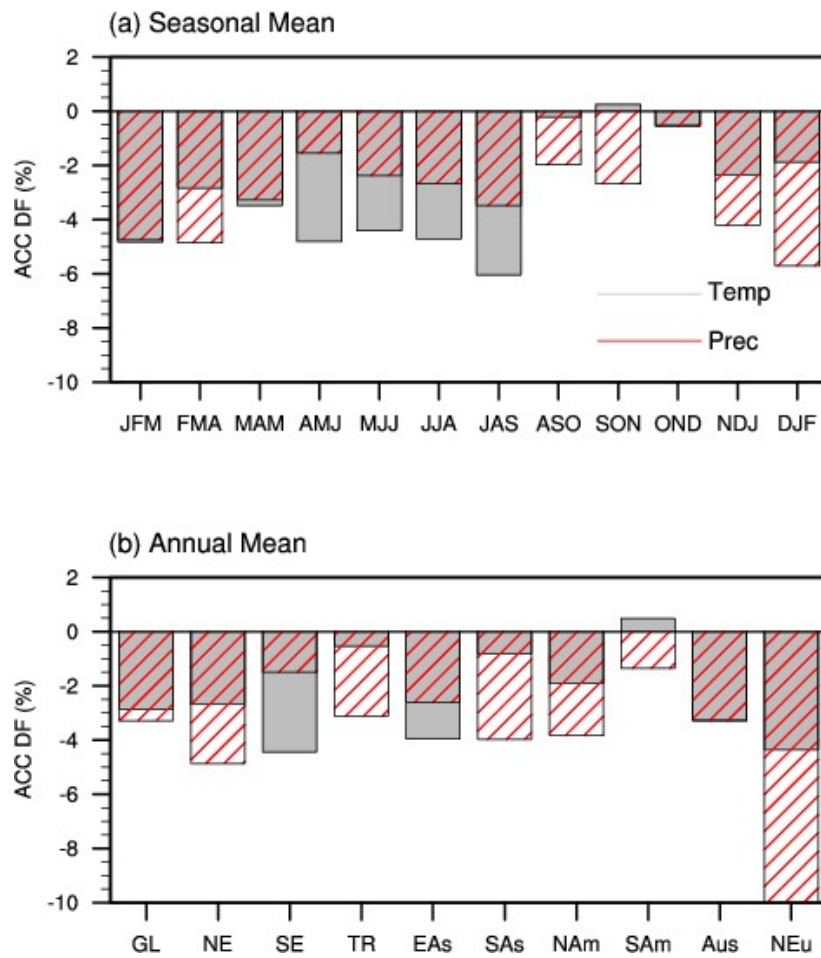 (a) Seasonal Mean
2
0
-2
-4
-6
-8
-10
ACC DF (%)
Temp
Prec
JFM FMA MAM AMJ MJJ JJA JAS ASO SON OND NDJ DJF
(b) Annual Mean
2
0
-2
-4
-6
-8
-10
ACC DF (%)
GL NE SE TR EAs SAs NAm SAm Aus NEu